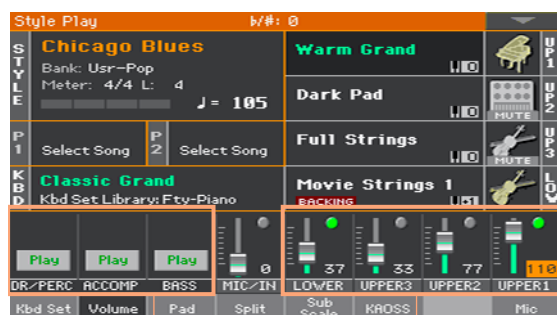 Style Play ♭/#: 0
STYLE
Chicago Blues
Bank: Usr-Pop
Meter: 4/4 L: 4
♩= 105
Warm Grand
UP1
Dark Pad
MUTE
UP2
P1 Select Song
P2 Select Song
Full Strings
MUTE
UP3
KBD
Classic Grand
Kbd Set Library: Fty-Piano
Movie Strings 1
BACKING
LOW
Play Play Play 0 37 33 77 110
DR/PERC ACCOMP BASS MIC/IN LOWER UPPER3 UPPER2 UPPER1
Kbd Set Volume Pad Split Sub Scale KAOSS Mic